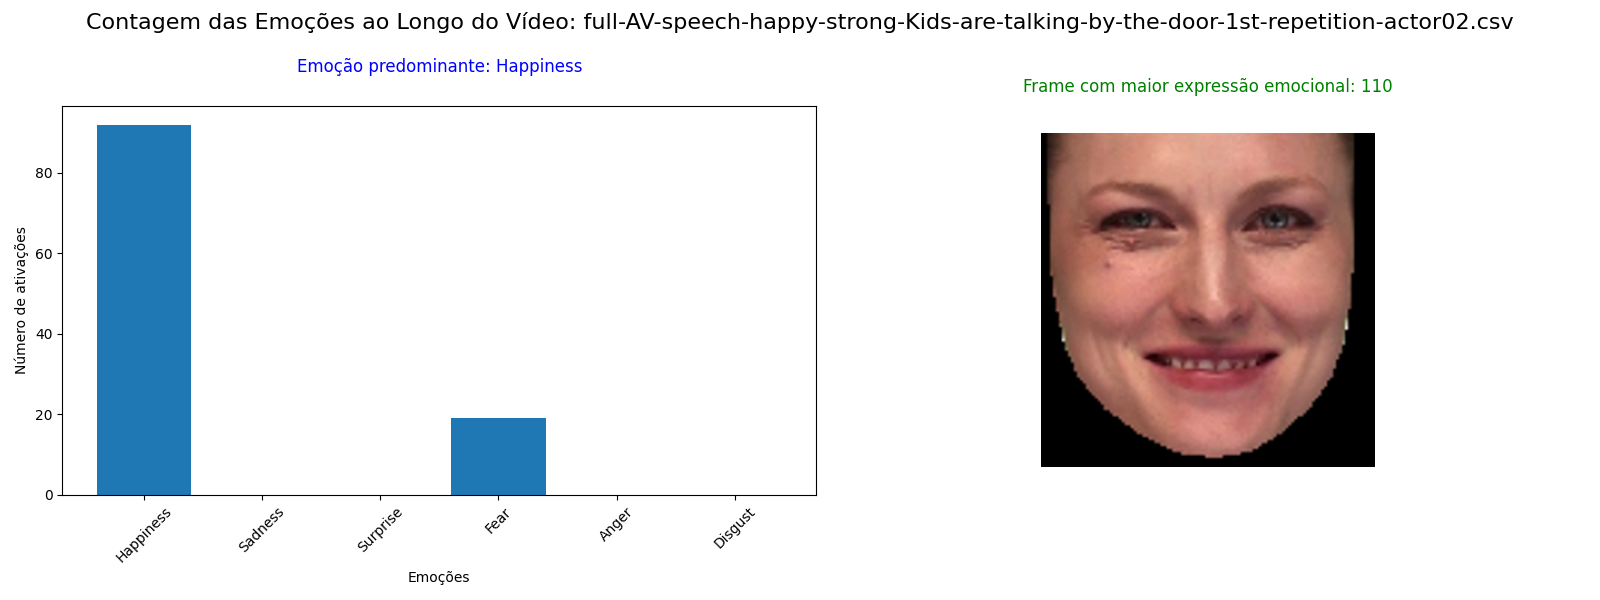 Contagem das Emoções ao Longo do Vídeo: full-AV-speech-happy-strong-Kids-are-talking-by-the-door-1st-repetition-actor02.csv
Emoção predominante: Happiness
Número de ativações
80
60
40
20
0
Happiness
Sadness
Surprise
Fear
Anger
Disgust
Emoções
Frame com maior expressão emocional: 110